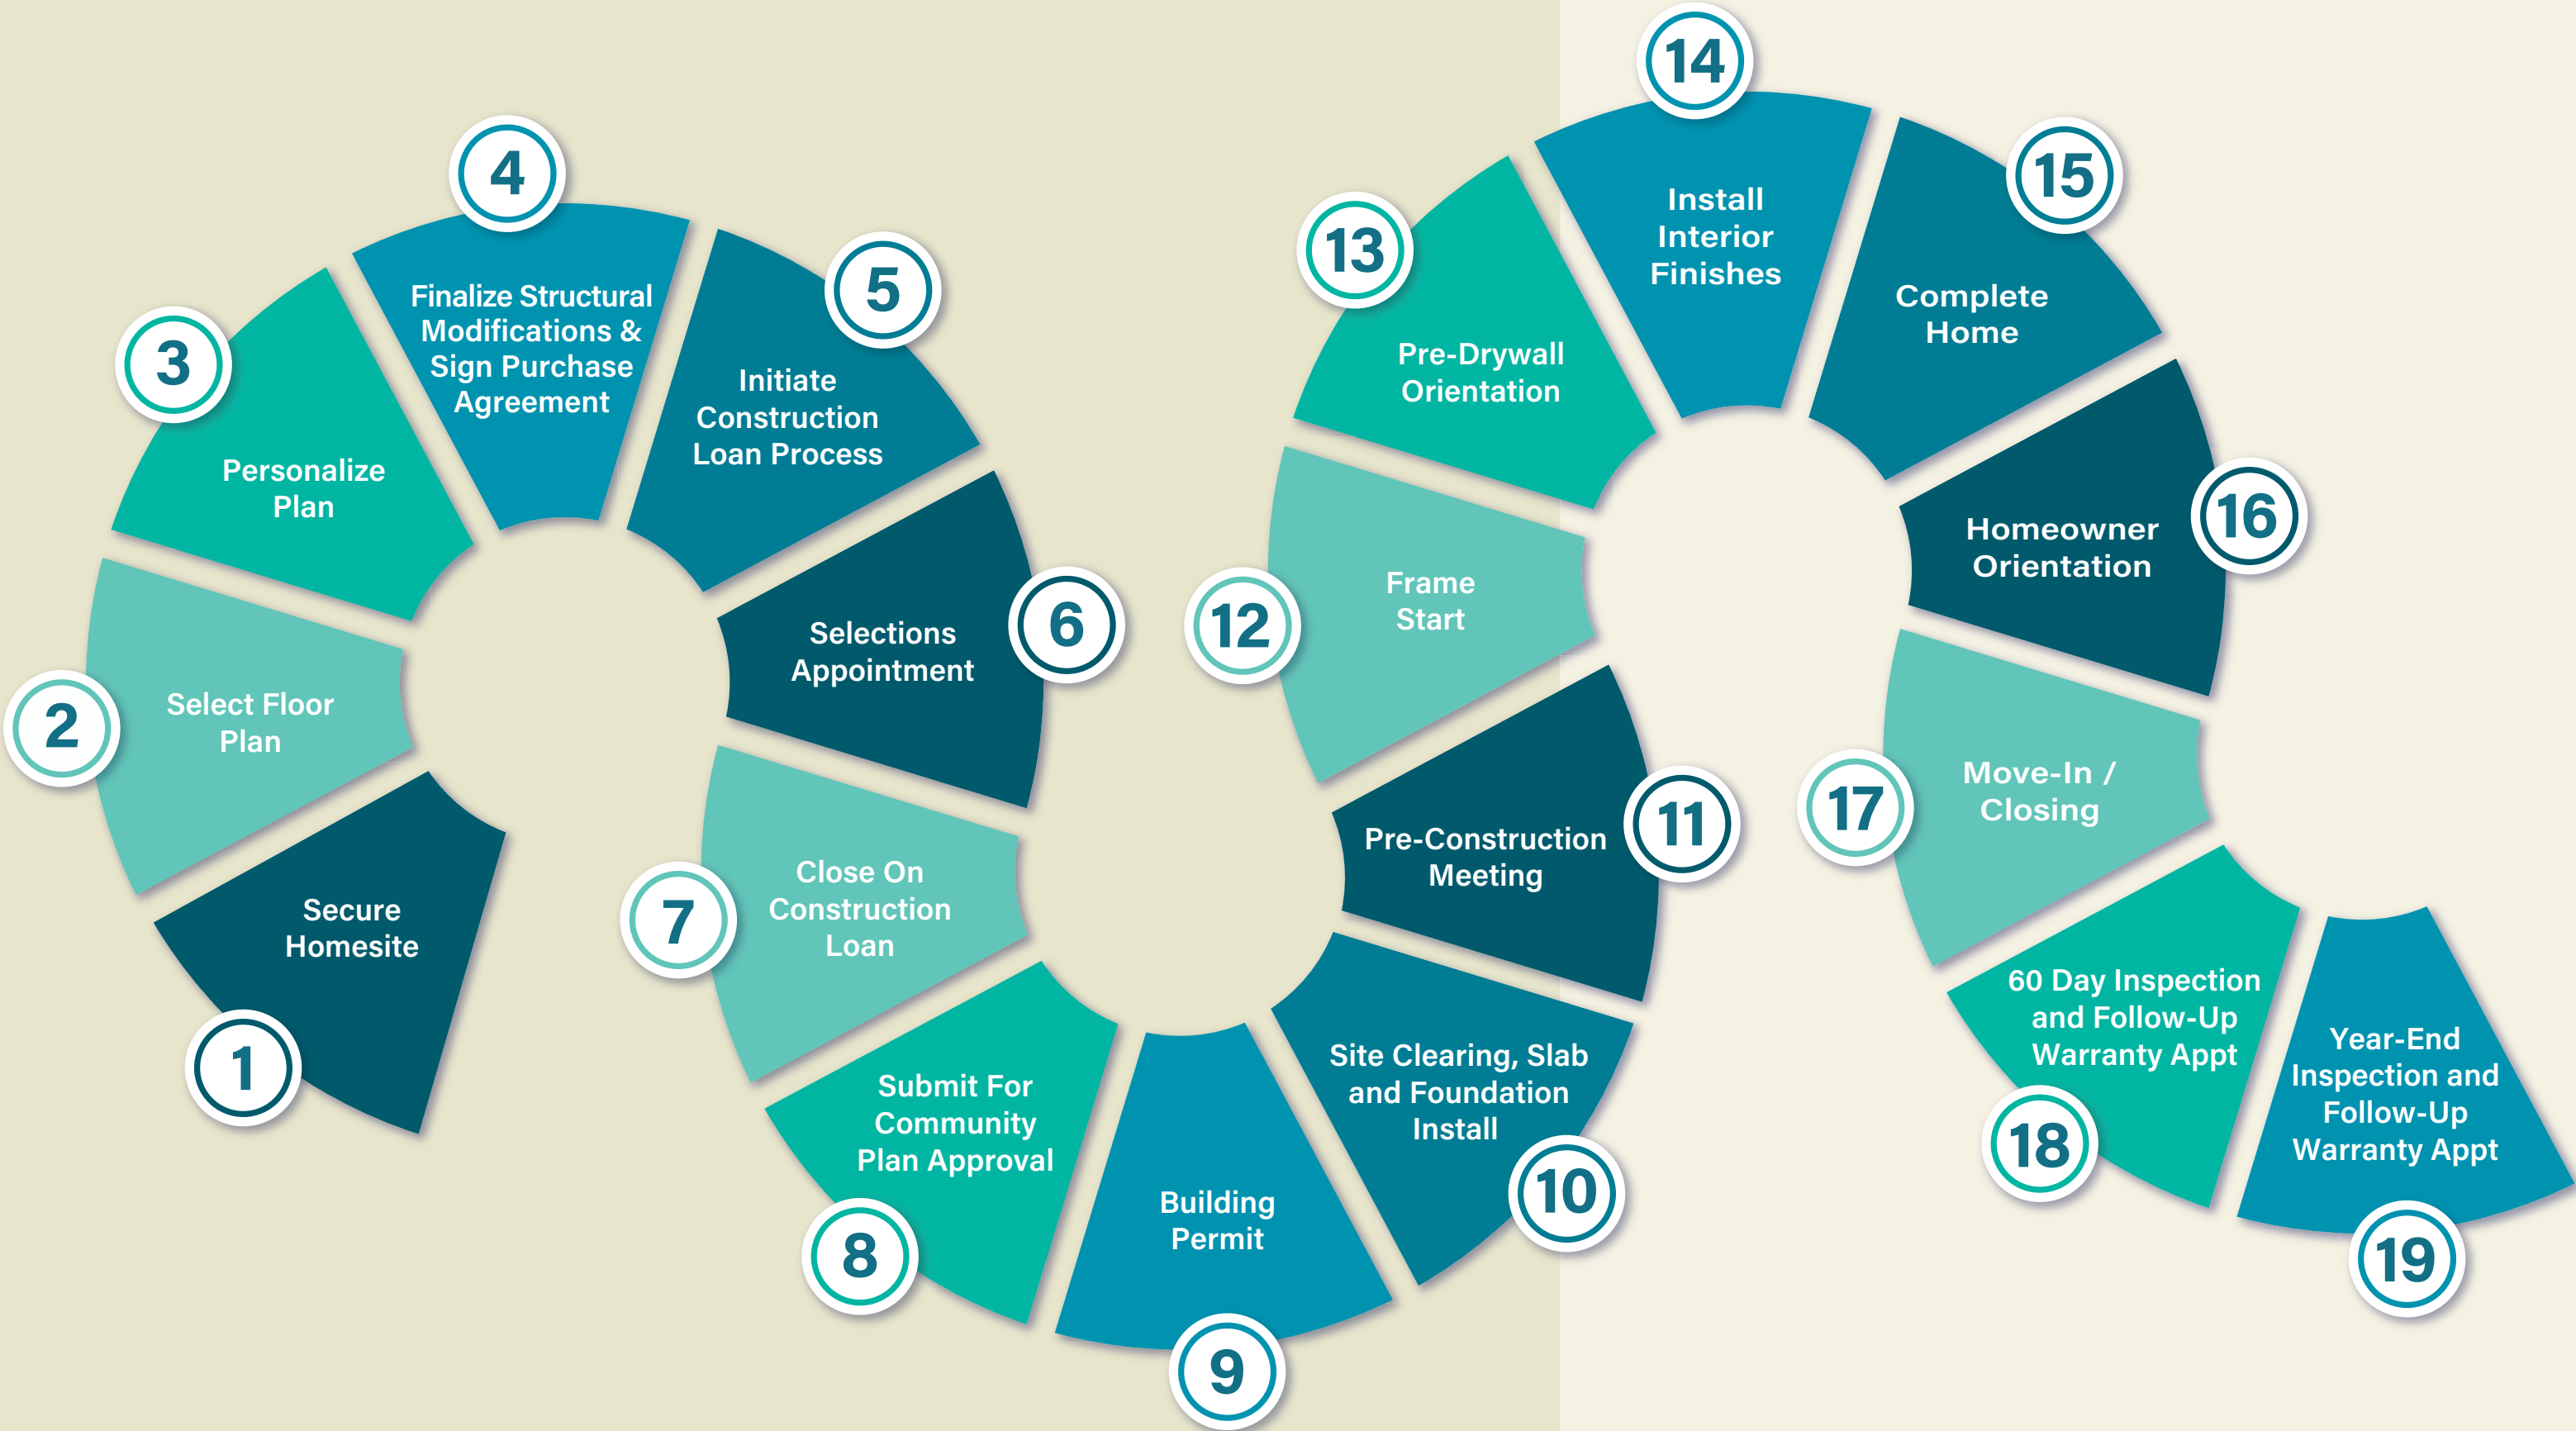 1
Secure
Homesite
2
Select Floor
Plan
3
Personalize
Plan
4
Finalize Structural
Modifications &
Sign Purchase
Agreement
5
Initiate
Construction
Loan Process
6
Selections
Appointment
7
Close On
Construction
Loan
8
Submit For
Community
Plan Approval
9
Building
Permit
10
Site Clearing, Slab
and Foundation
Install
11
Pre-Construction
Meeting
12
Frame
Start
13
Pre-Drywall
Orientation
14
Install
Interior
Finishes
15
Complete
Home
16
Homeowner
Orientation
17
Move-In /
Closing
18
60 Day Inspection
and Follow-Up
Warranty Appt
19
Year-End
Inspection and
Follow-Up
Warranty Appt